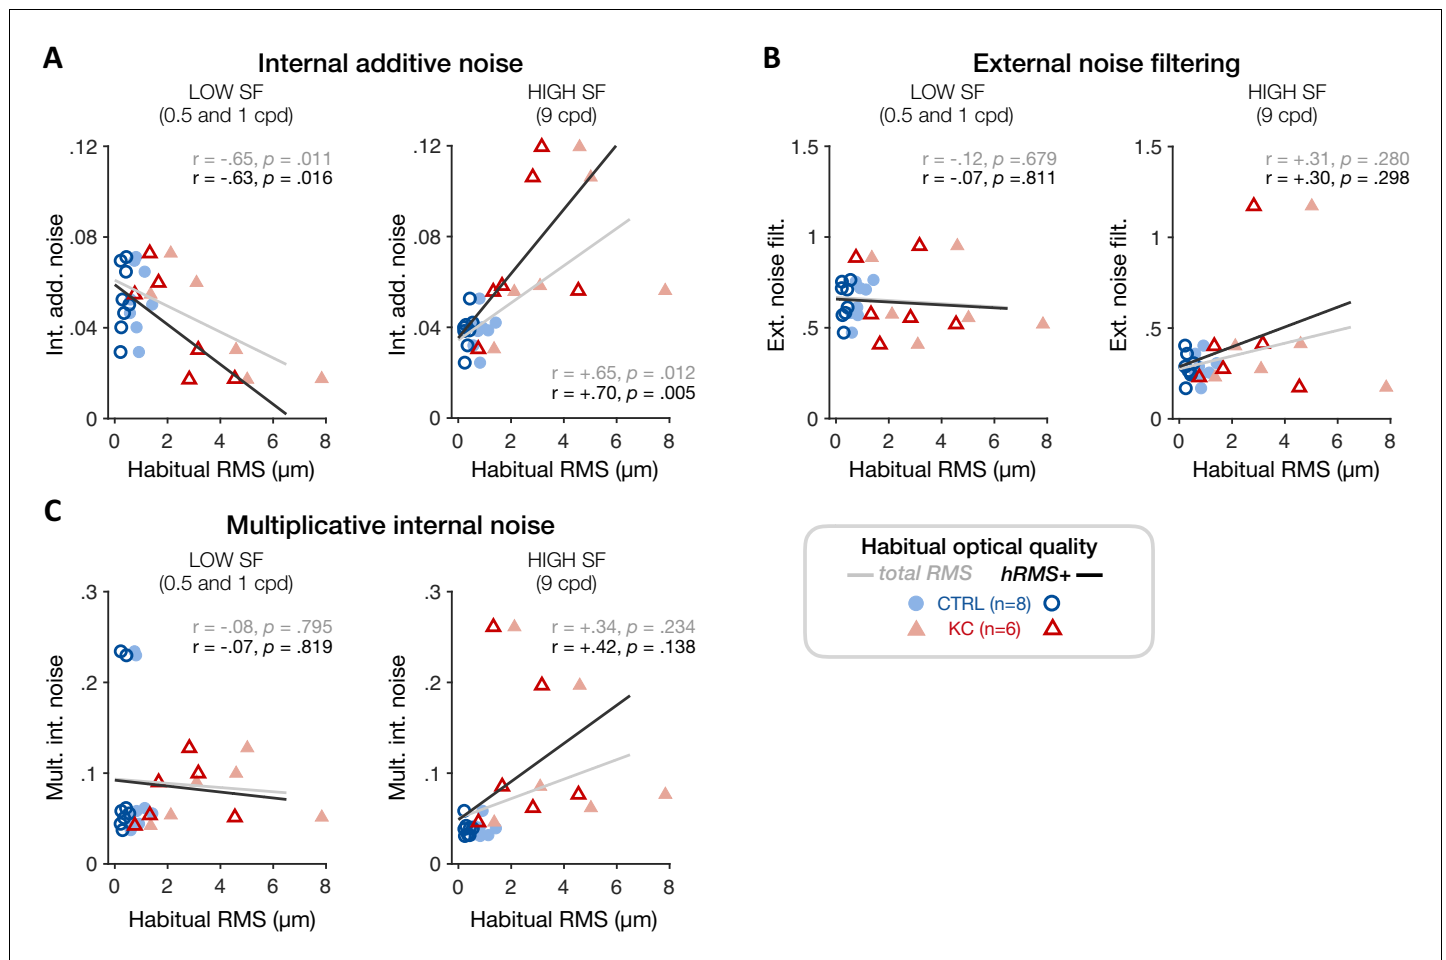 A
Internal additive noise
LOW SF
(0.5 and 1 cpd)
.12
.08
.04
0
Int. add. noise
r = -.65, p = .011
r = -.63, p = .016
0 2 4 6 8
Habitual RMS (µm)
HIGH SF
(9 cpd)
.12
.08
.04
0
Int. add. noise
r = +.65, p = .012
r = +.70, p = .005
0 2 4 6 8
Habitual RMS (µm)
B
External noise filtering
LOW SF
(0.5 and 1 cpd)
1.5
1
.5
0
Ext. noise filt.
r = -.12, p =.679
r = -.07, p =.811
0 2 4 6 8
Habitual RMS (µm)
HIGH SF
(9 cpd)
1.5
1
.5
0
Ext. noise filt.
r = +.31, p = .280
r = +.30, p = .298
0 2 4 6 8
Habitual RMS (µm)
C
Multiplicative internal noise
LOW SF
(0.5 and 1 cpd)
.3
.2
.1
0
Mult. int. noise
r = -.08, p = .795
r = -.07, p = .819
0 2 4 6 8
Habitual RMS (µm)
HIGH SF
(9 cpd)
.3
.2
.1
0
Mult. int. noise
r = +.34, p = .234
r = +.42, p = .138
0 2 4 6 8
Habitual RMS (µm)
Habitual optical quality
total RMS hRMS+
CTRL (n=8)
KC (n=6)